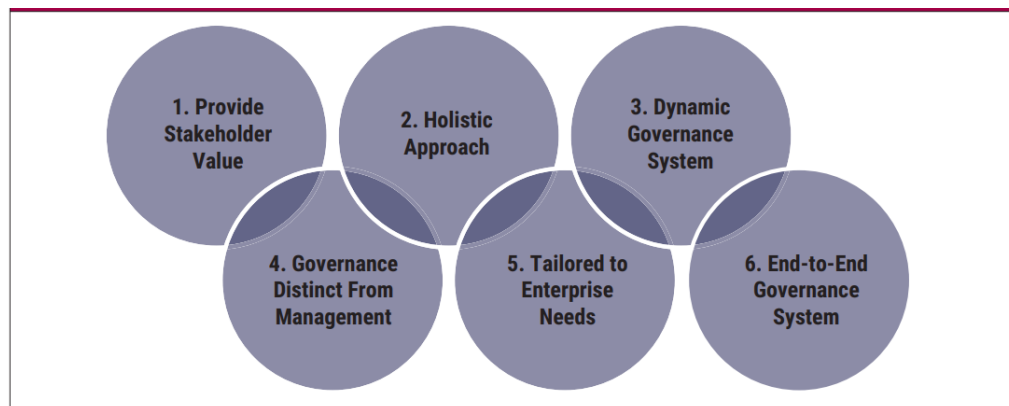 1. Provide
Stakeholder
Value
2. Holistic
Approach
3. Dynamic
Governance
System
4. Governance
Distinct From
Management
5. Tailored to
Enterprise
Needs
6. End-to-End
Governance
System